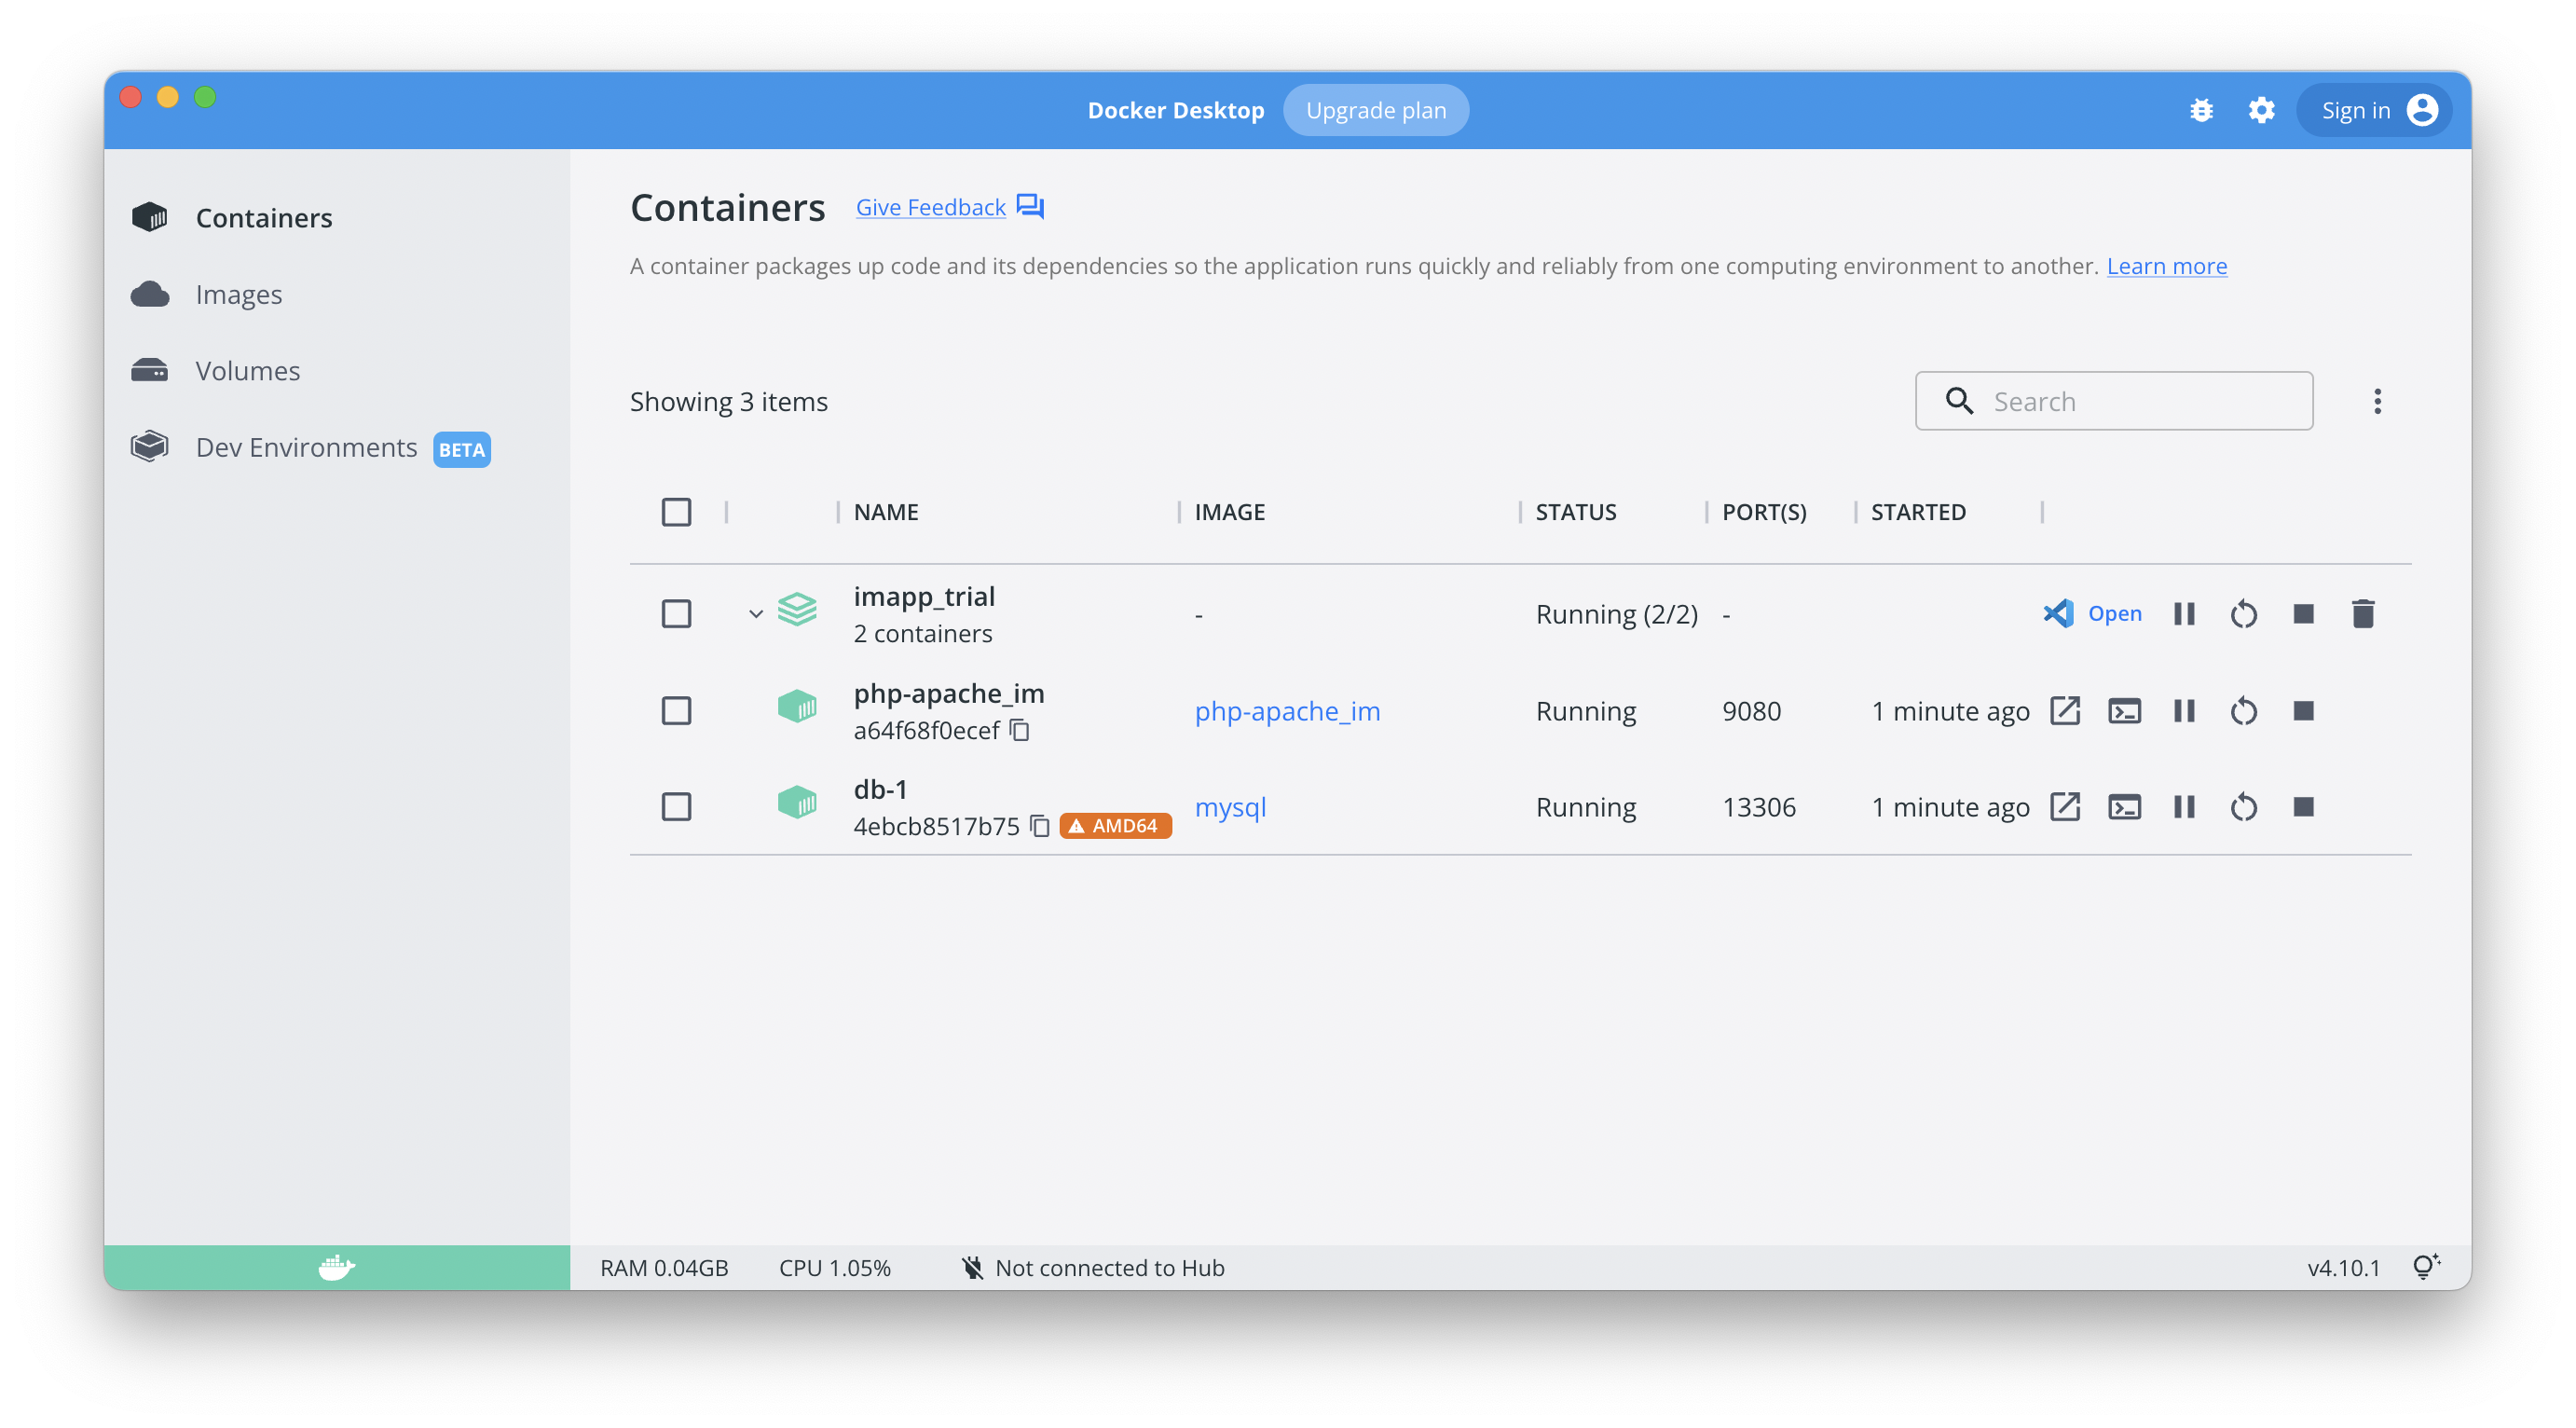 Docker Desktop Upgrade plan Sign in
Containers
Images
Volumes
Dev Environments BETA
Containers Give Feedback
A container packages up code and its dependencies so the application runs quickly and reliably from one computing environment to another. Learn more
Showing 3 items Search
NAME IMAGE STATUS PORT(S) STARTED
imapp_trial
2 containers - Running (2/2) - Open
php-apache_im
a64f68f0ecef php-apache_im Running 9080 1 minute ago
db-1
4ebcb8517b75 AMD64 mysql Running 13306 1 minute ago
RAM 0.04GB CPU 1.05% Not connected to Hub v4.10.1